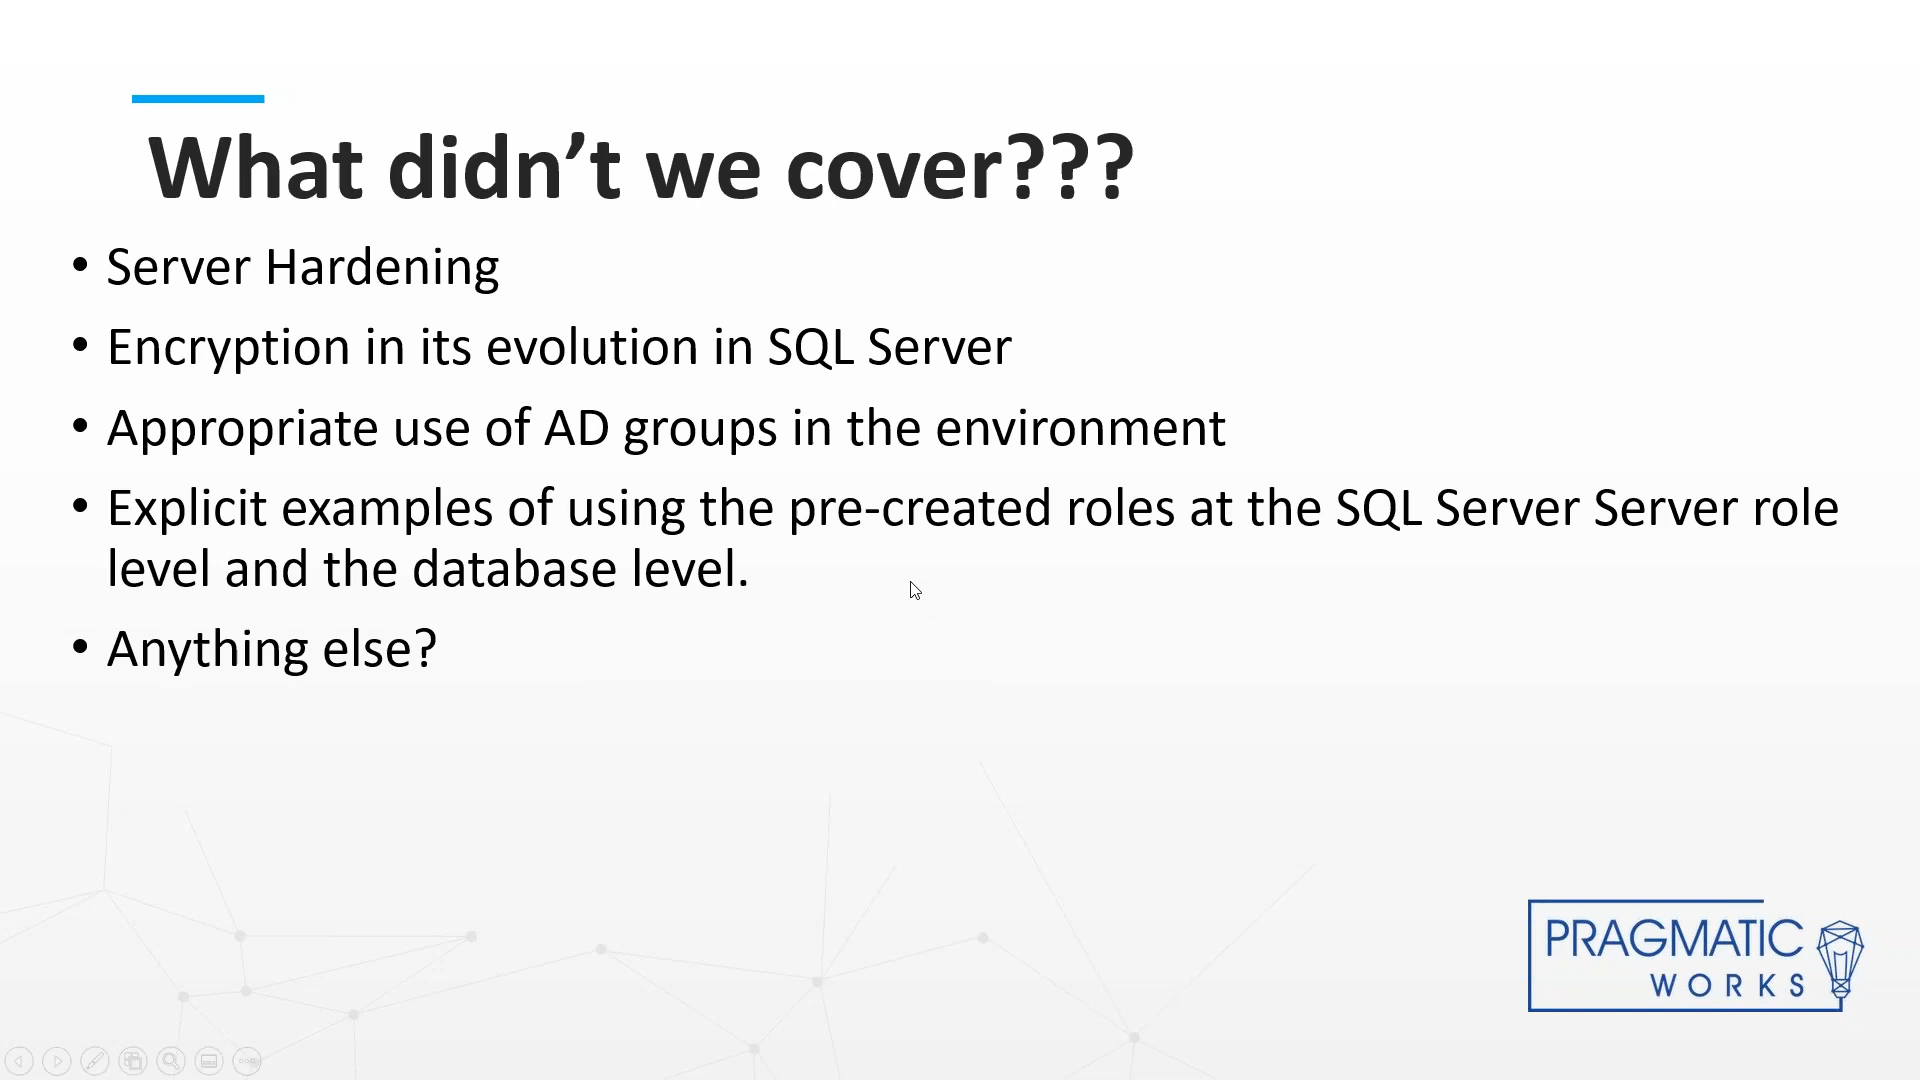 What didn’t we cover???
• Server Hardening
• Encryption in its evolution in SQL Server
• Appropriate use of AD groups in the environment
• Explicit examples of using the pre-created roles at the SQL Server Server role
level and the database level.
• Anything else?
PRAGMATIC
WORKS